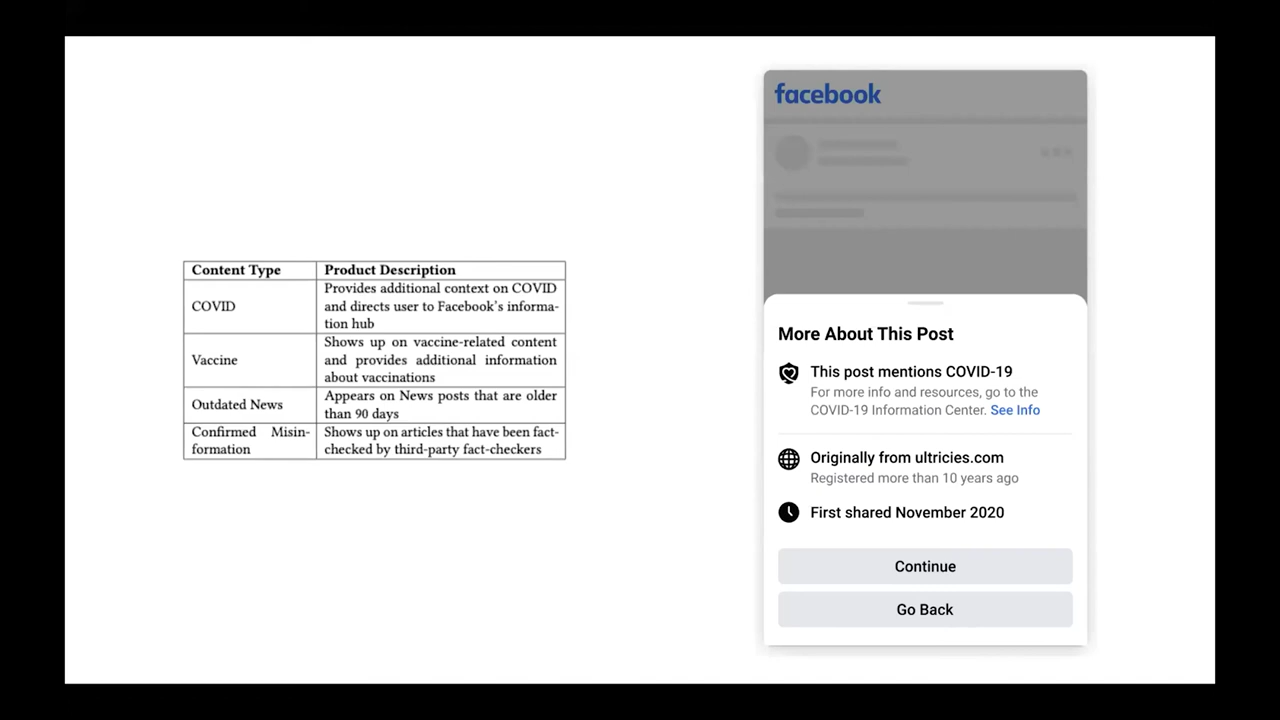 Content Type Product Description
COVID
Provides additional context on COVID
and directs user to Facebook's informa-
tion hub
Vaccine
Shows up on vaccine-related content
and provides additional information
about vaccinations
Outdated News
Appears on News posts that are older
than 90 days
Confirmed Misin-
formation
Shows up on articles that have been fact-
checked by third-party fact-checkers
facebook
More About This Post
This post mentions COVID-19
For more info and resources, go to the
COVID-19 Information Center. See Info
Originally from ultricies.com
Registered more than 10 years ago
First shared November 2020
Continue
Go Back